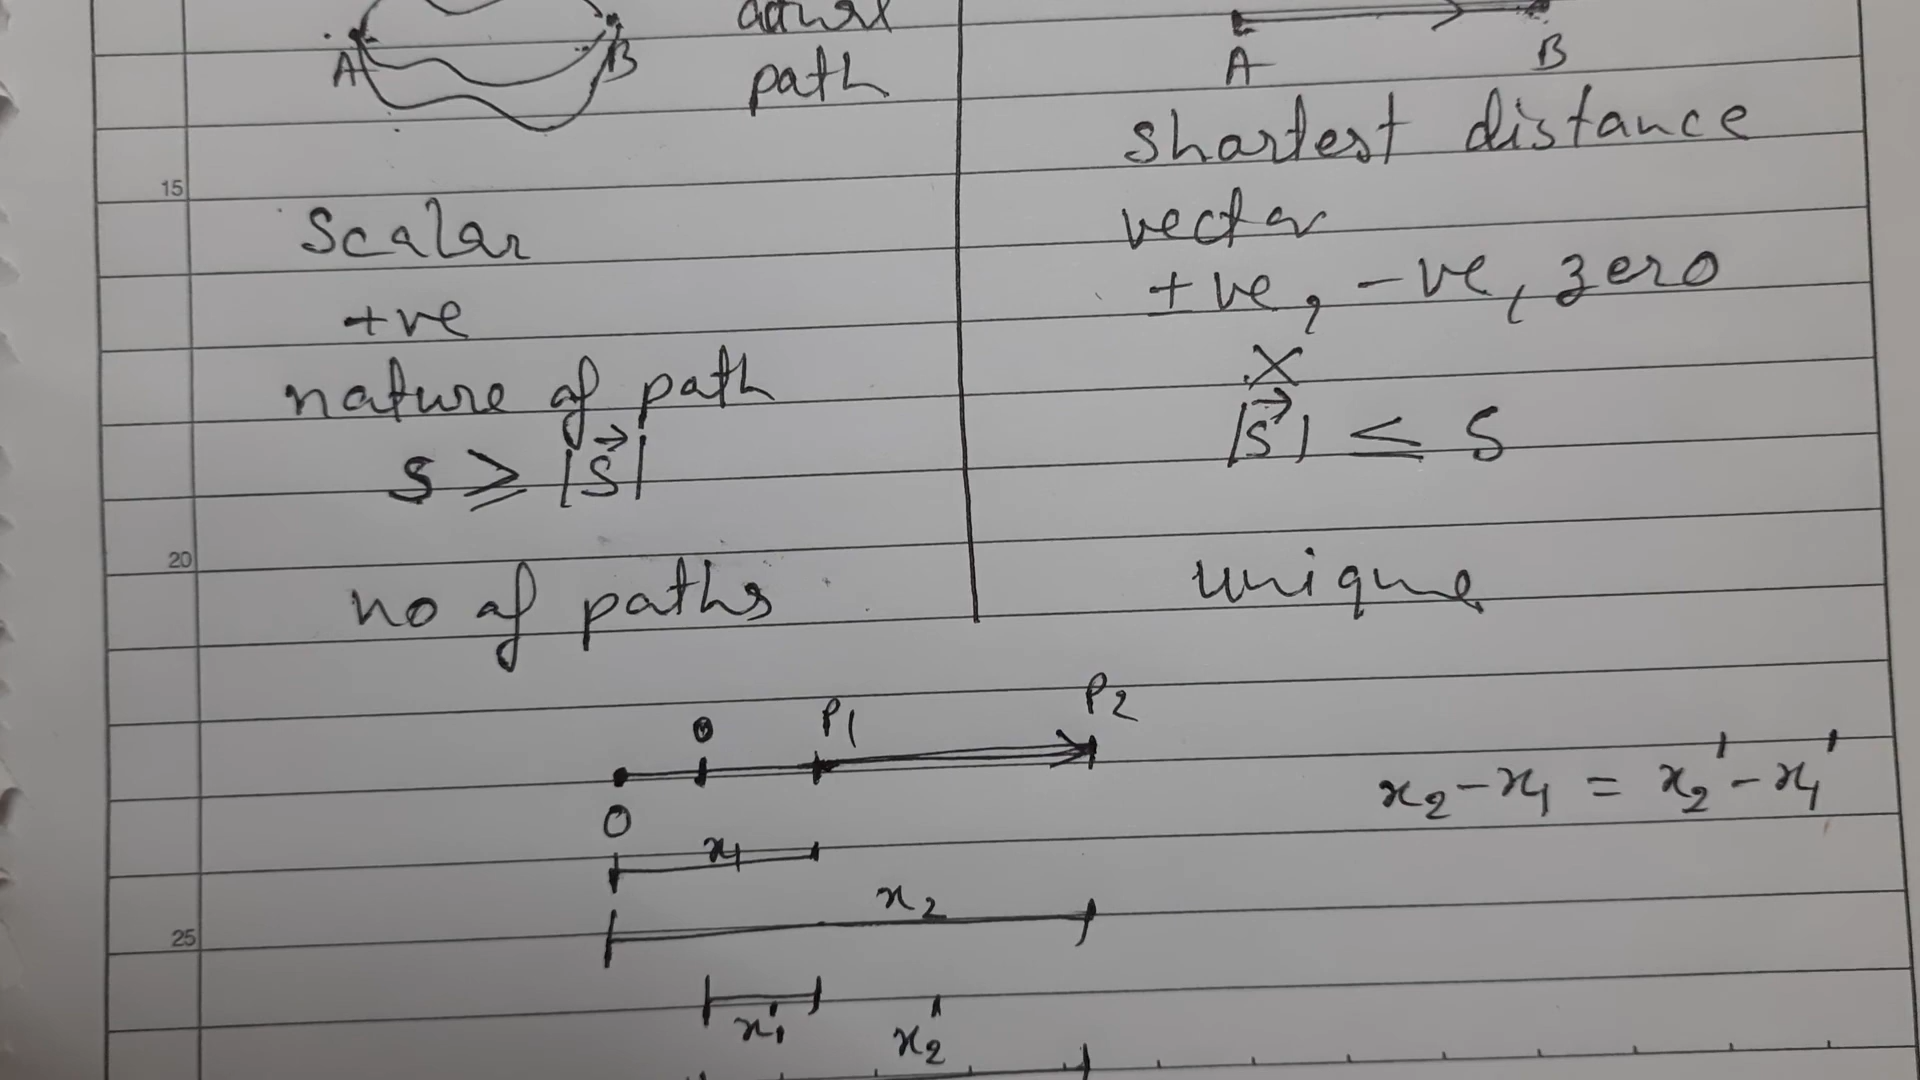 actual
path
A B
A B
shortest distance
15
Scalar
vector
+ve
+ve, -ve, zero
nature of path
X
s ≥ |s⃗|
|s⃗| ≤ s
20
no of paths
unique
0 P1 P2
O
x1
x2 - x1 = x2' - x1'
x2
25
x1' x2'